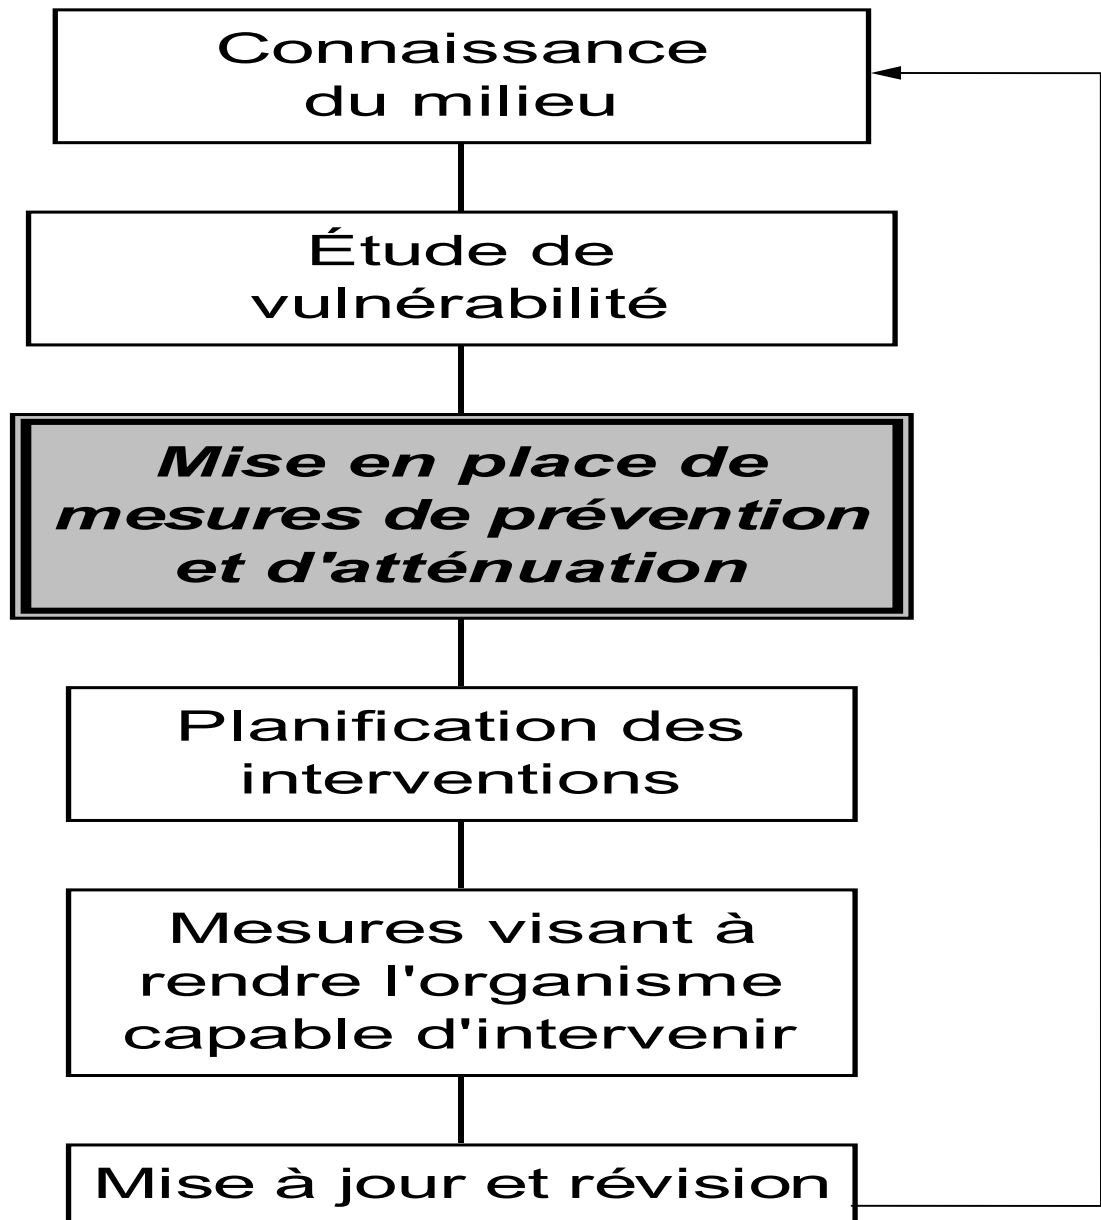 Connaissance
du milieu
Étude de
vulnérabilité
Mise en place de
mesures de prévention
et d'atténuation
Planification des
interventions
Mesures visant à
rendre l'organisme
capable d'intervenir
Mise à jour et révision